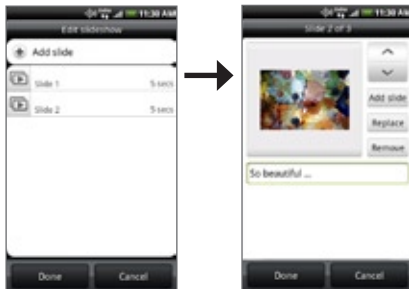 11:30 AM
Edit slideshow
Add slide
Slide 1 5 secs
Slide 2 5 secs
Done Cancel
11:30 AM
Slide 2 of 3
Add slide
Replace
Remove
So beautiful ...
Done Cancel